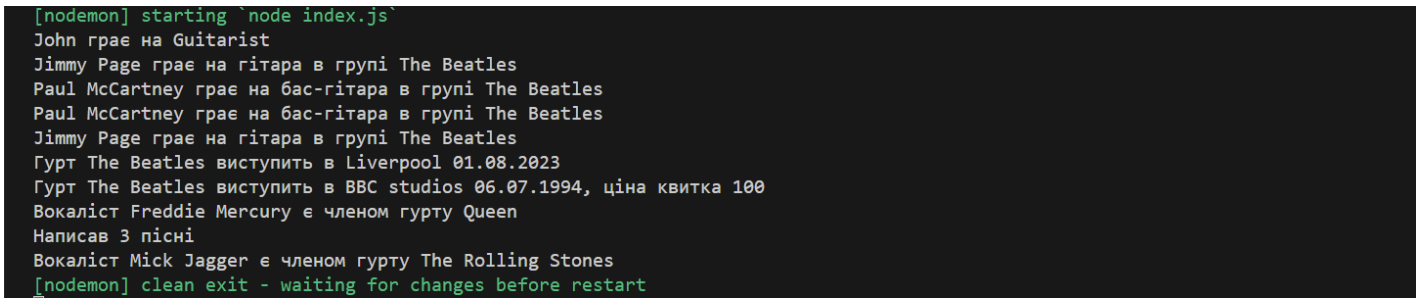 [nodemon] starting `node index.js`
John грає на Guitarist
Jimmy Page грає на гітара в групі The Beatles
Paul McCartney грає на бас-гітара в групі The Beatles
Paul McCartney грає на бас-гітара в групі The Beatles
Jimmy Page грає на гітара в групі The Beatles
Гурт The Beatles виступить в Liverpool 01.08.2023
Гурт The Beatles виступить в BBC studios 06.07.1994, ціна квитка 100
Вокаліст Freddie Mercury є членом гурту Queen
Написав 3 пісні
Вокаліст Mick Jagger є членом гурту The Rolling Stones
[nodemon] clean exit - waiting for changes before restart